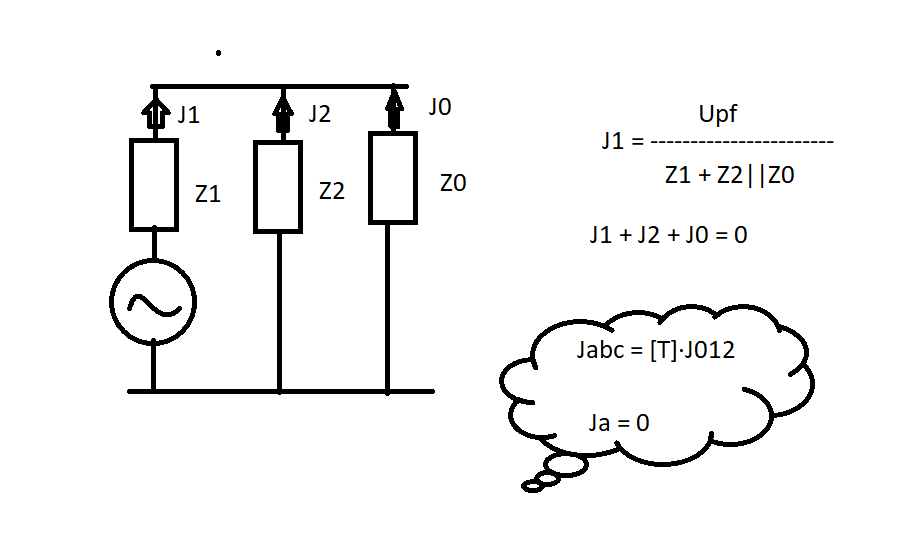 J1
J2
J0
Z1
Z2
Z0
Upf
J1 = -----------------------
Z1 + Z2||Z0
J1 + J2 + J0 = 0
Jabc = [T]·J012
Ja = 0